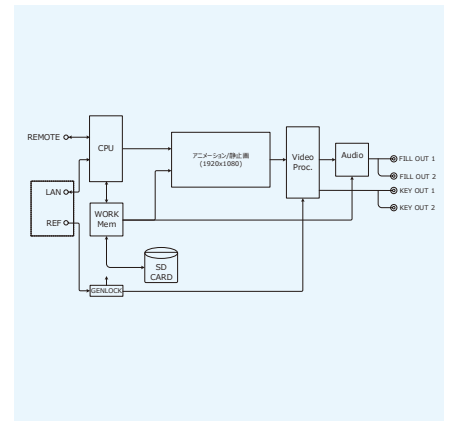 REMOTE
CPU
アニメーション/静止画
(1920x1080)
Video
Proc.
Audio
FILL OUT 1
FILL OUT 2
KEY OUT 1
KEY OUT 2
LAN
REF
WORK
Mem
SD
CARD
GENLOCK